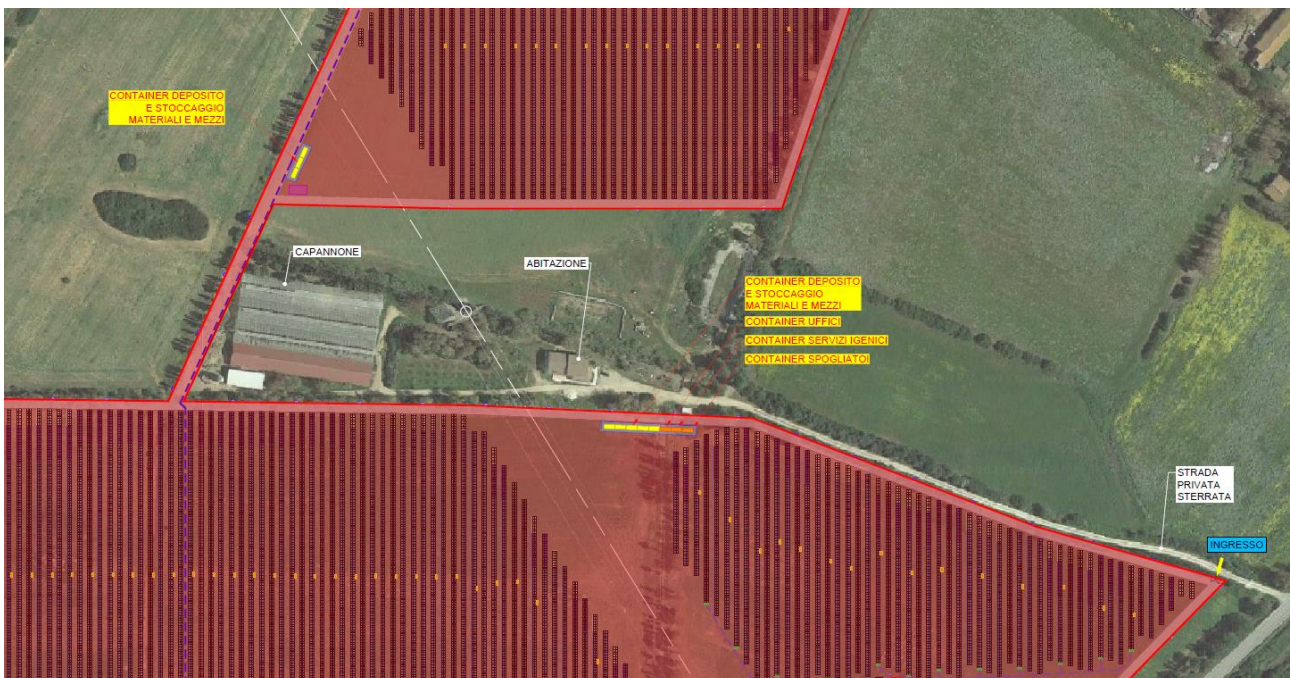 CONTAINER DEPOSITO
E STOCCAGGIO
MATERIALI E MEZZI
CAPANNONE
ABITAZIONE
CONTAINER DEPOSITO
E STOCCAGGIO
MATERIALI E MEZZI
CONTAINER UFFICI
CONTAINER SERVIZI IGENICI
CONTAINER SPOGLIATOI
STRADA
PRIVATA
STERRATA
INGRESSO